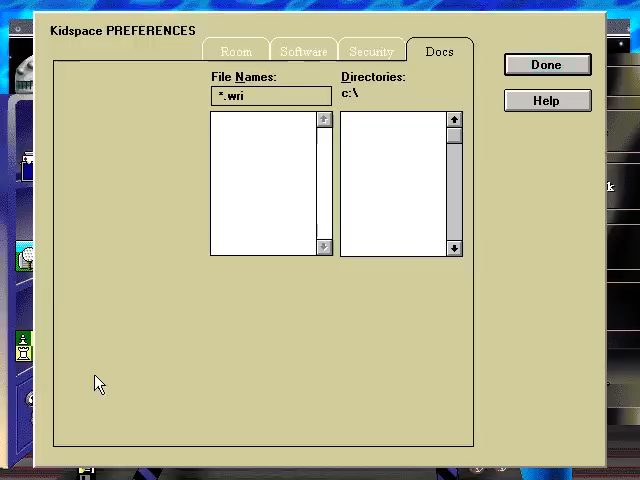 Kidspace PREFERENCES
Room Software Security Docs
File Names: Directories:
*.wri c:\
Done
Help
k